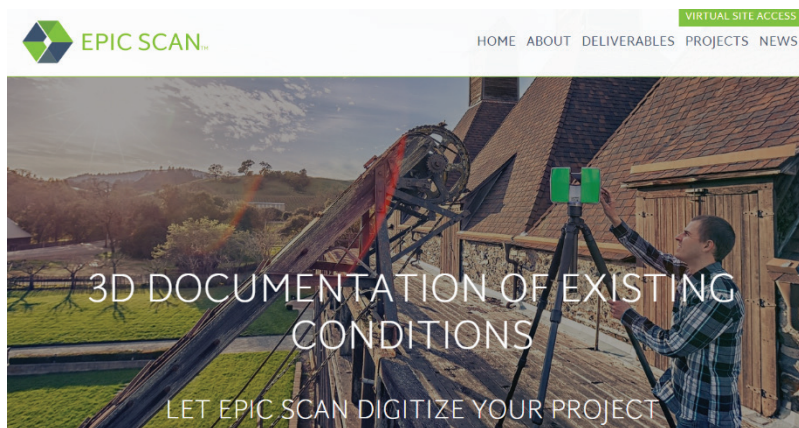 VIRTUAL SITE ACCESS
EPIC SCAN™
HOME ABOUT DELIVERABLES PROJECTS NEWS
3D DOCUMENTATION OF EXISTING
CONDITIONS
LET EPIC SCAN DIGITIZE YOUR PROJECT